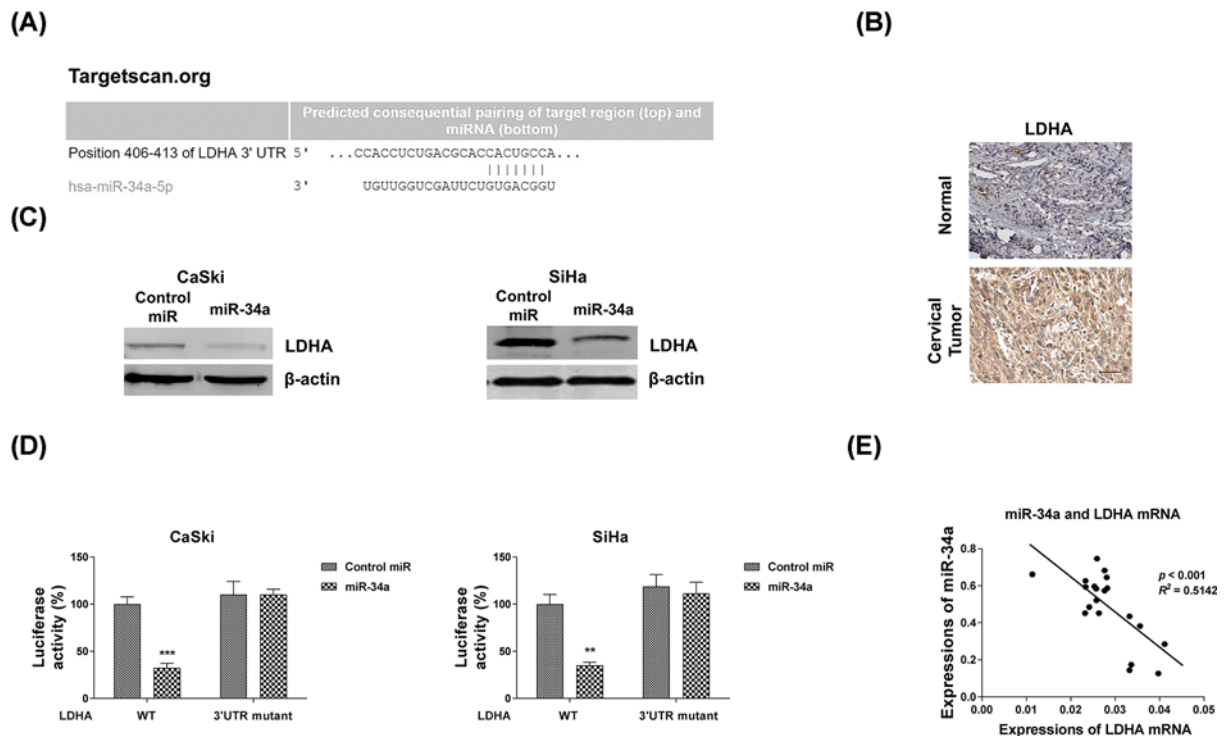 (A)
Targetscan.org
Predicted consequential pairing of target region (top) and
miRNA (bottom)
Position 406-413 of LDHA 3' UTR 5' ...CCACCUCUGACGCACCACUGCCA...
hsa-miR-34a-5p 3' UGUUGGUCGAUUCUGUGACGGU
(B)
LDHA
Normal
Cervical
Tumor
(C)
CaSki
Control
miR
miR-34a
LDHA
β-actin
SiHa
Control
miR
miR-34a
LDHA
β-actin
(D)
CaSki
Luciferase
activity (%)
150
100
50
0
***
Control miR
miR-34a
LDHA WT 3'UTR mutant
SiHa
Luciferase
activity (%)
150
100
50
0
**
Control miR
miR-34a
LDHA WT 3'UTR mutant
(E)
miR-34a and LDHA mRNA
Expressions of miR-34a
0.8
0.6
0.4
0.2
0.0
p < 0.001
R² = 0.5142
0.00 0.01 0.02 0.03 0.04 0.05
Expressions of LDHA mRNA